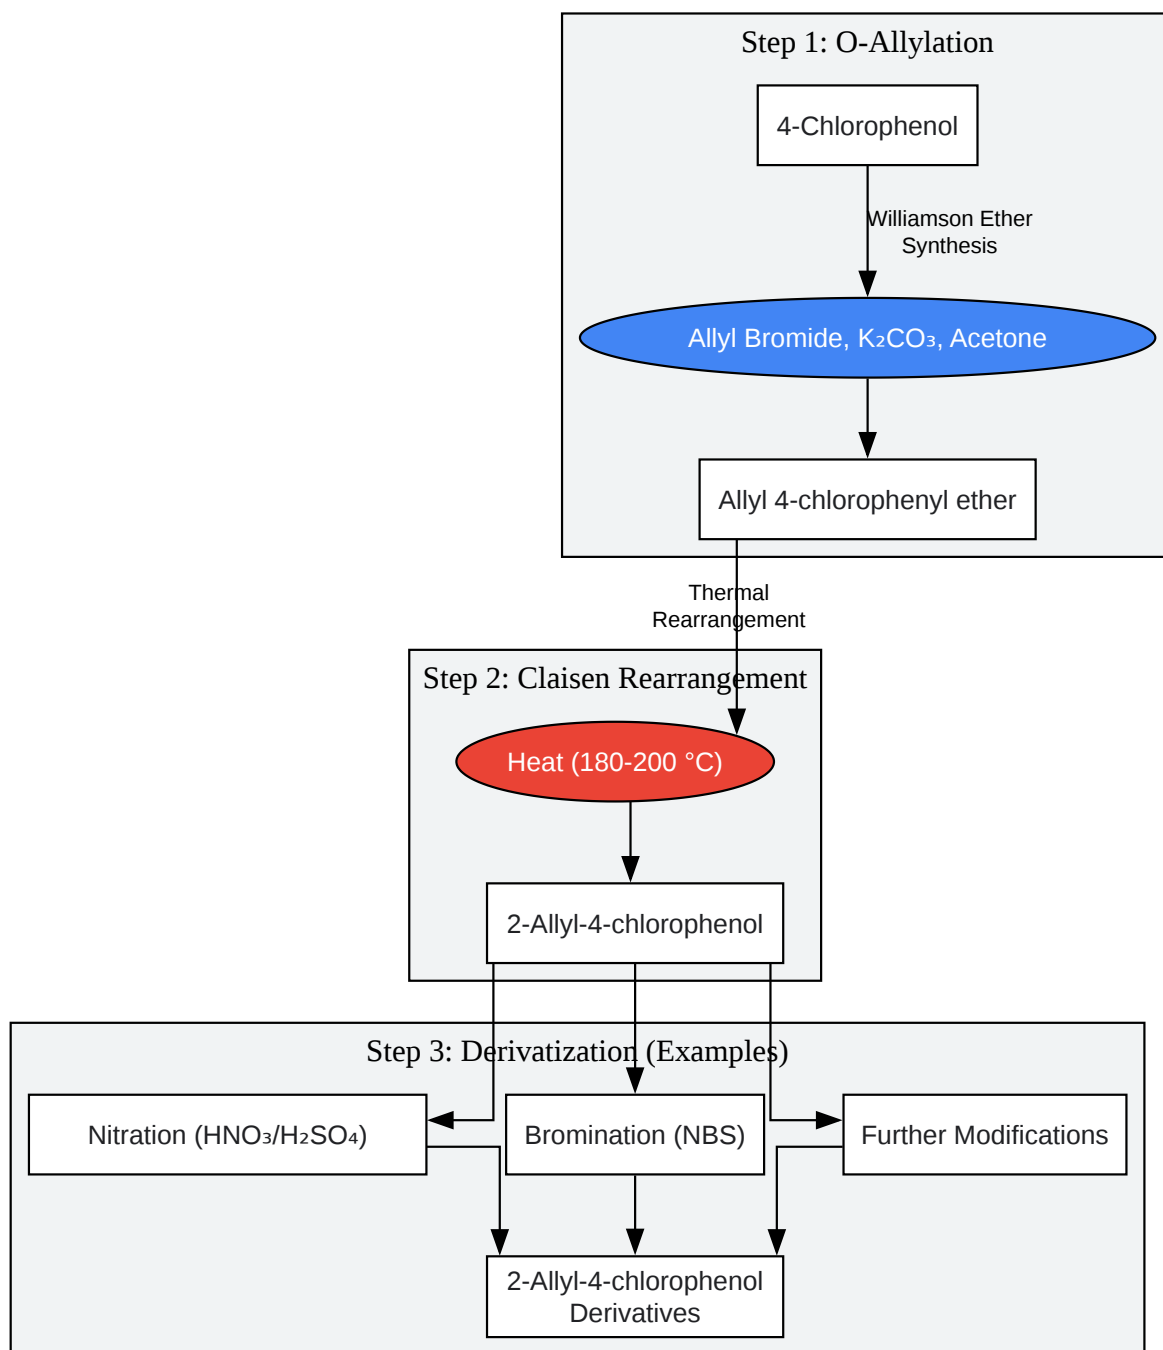 Step 1: O-Allylation
4-Chlorophenol
Williamson Ether
Synthesis
Allyl Bromide, K₂CO₃, Acetone
Allyl 4-chlorophenyl ether
Thermal
Rearrangement
Step 2: Claisen Rearrangement
Heat (180-200 °C)
2-Allyl-4-chlorophenol
Step 3: Derivatization (Examples)
Nitration (HNO₃/H₂SO₄)
Bromination (NBS)
Further Modifications
2-Allyl-4-chlorophenol
Derivatives